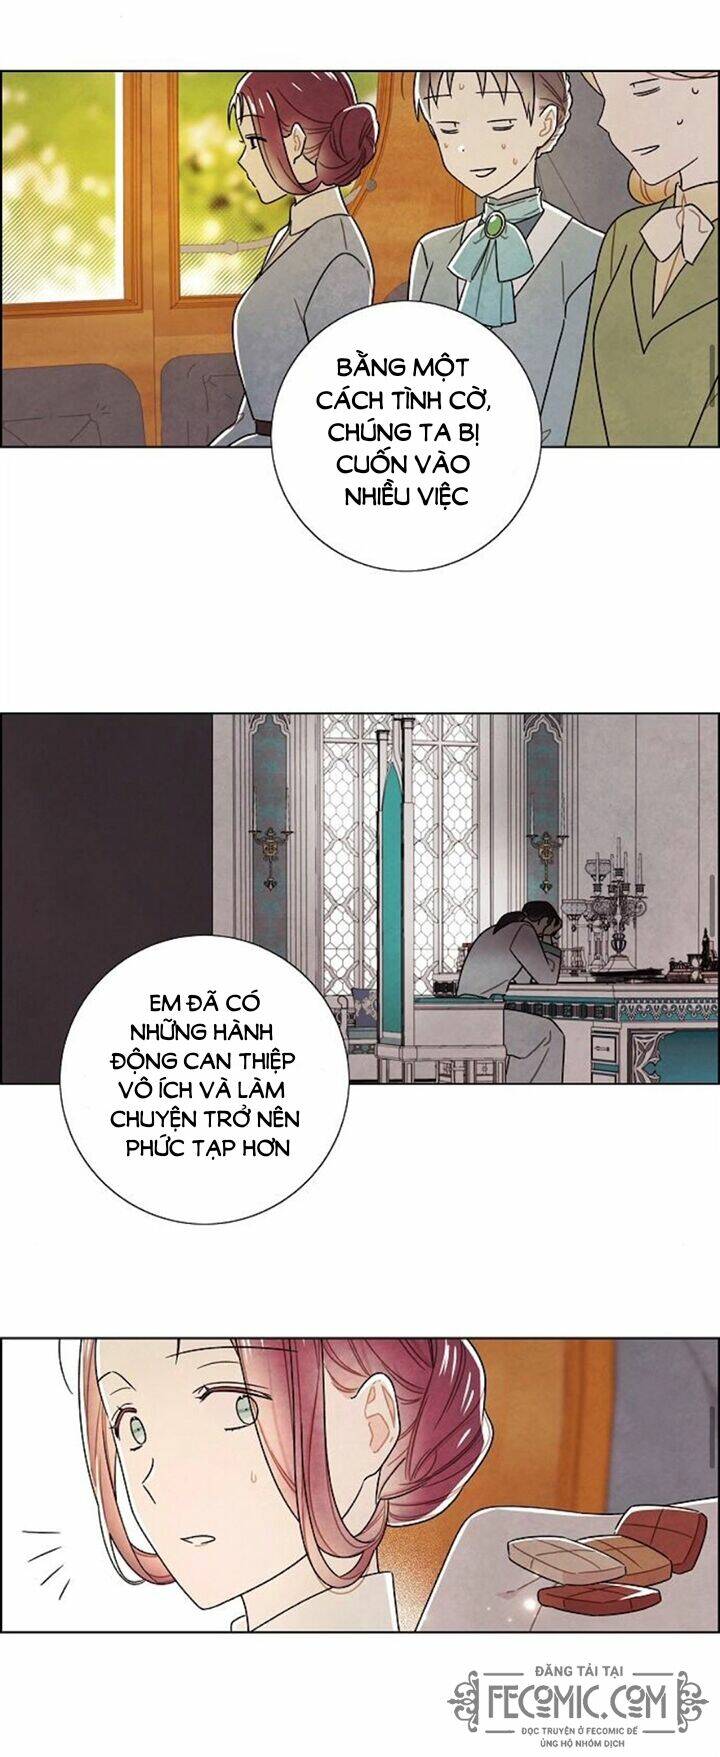 BẰNG MỘT
CÁCH TÌNH CỜ,
CHÚNG TA BỊ
CUỐN VÀO
NHIỀU VIỆC
EM ĐÃ CÓ
NHỮNG HÀNH
ĐỘNG CAN THIỆP
VÔ ÍCH VÀ LÀM
CHUYỆN TRỞ NÊN
PHỨC TẠP HƠN
ĐĂNG TẢI TẠI
FECOMIC.COM
ĐỌC TRUYỆN Ở FECOMIC ĐỂ
ỦNG HỘ NHÓM DỊCH